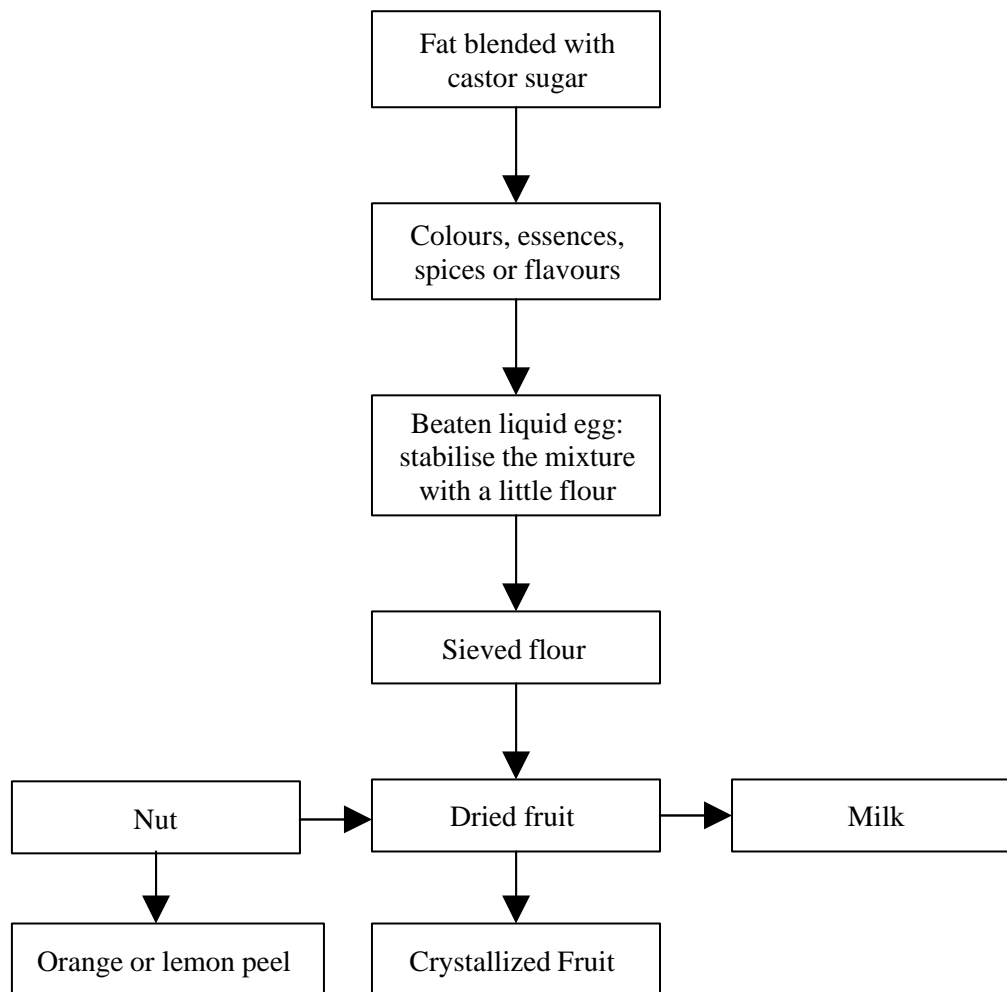 Fat blended with
castor sugar
Colours, essences,
spices or flavours
Beaten liquid egg:
stabilise the mixture
with a little flour
Sieved flour
Nut
Dried fruit
Milk
Orange or lemon peel
Crystallized Fruit